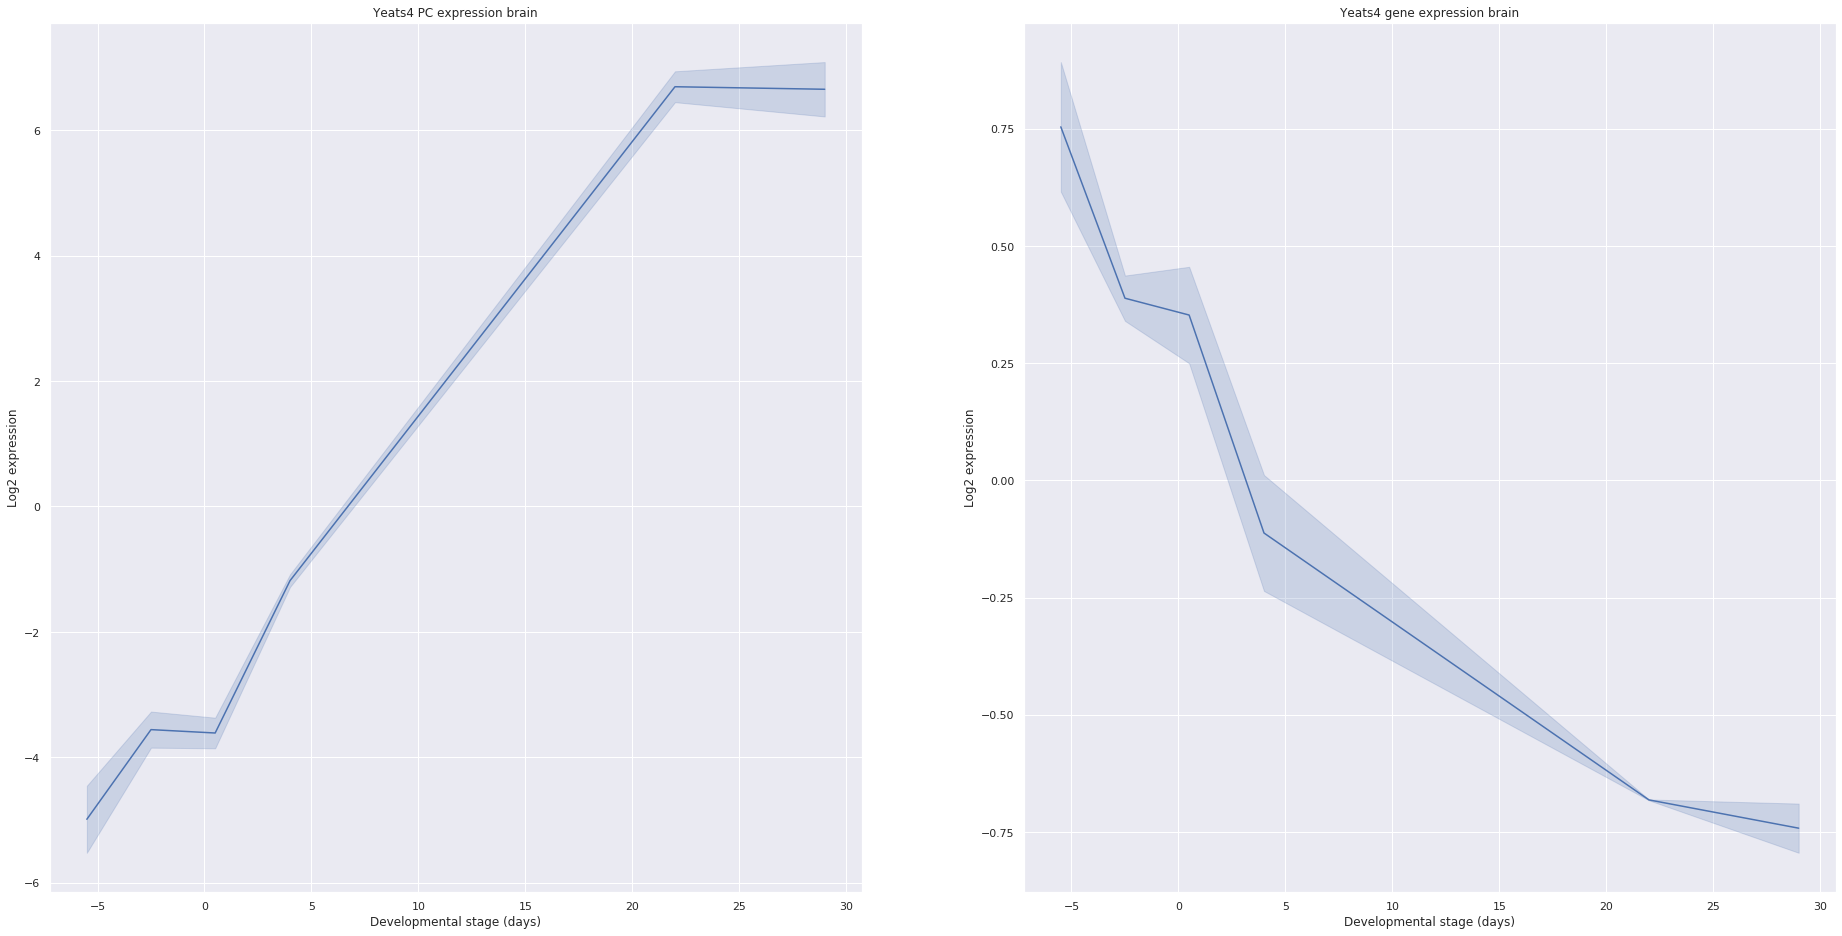 Yeats4 PC expression brain
6
4
2
0
−2
−4
−6
Log2 expression
−5 0 5 10 15 20 25 30
Developmental stage (days)
Yeats4 gene expression brain
0.75
0.50
0.25
0.00
−0.25
−0.50
−0.75
Log2 expression
−5 0 5 10 15 20 25 30
Developmental stage (days)